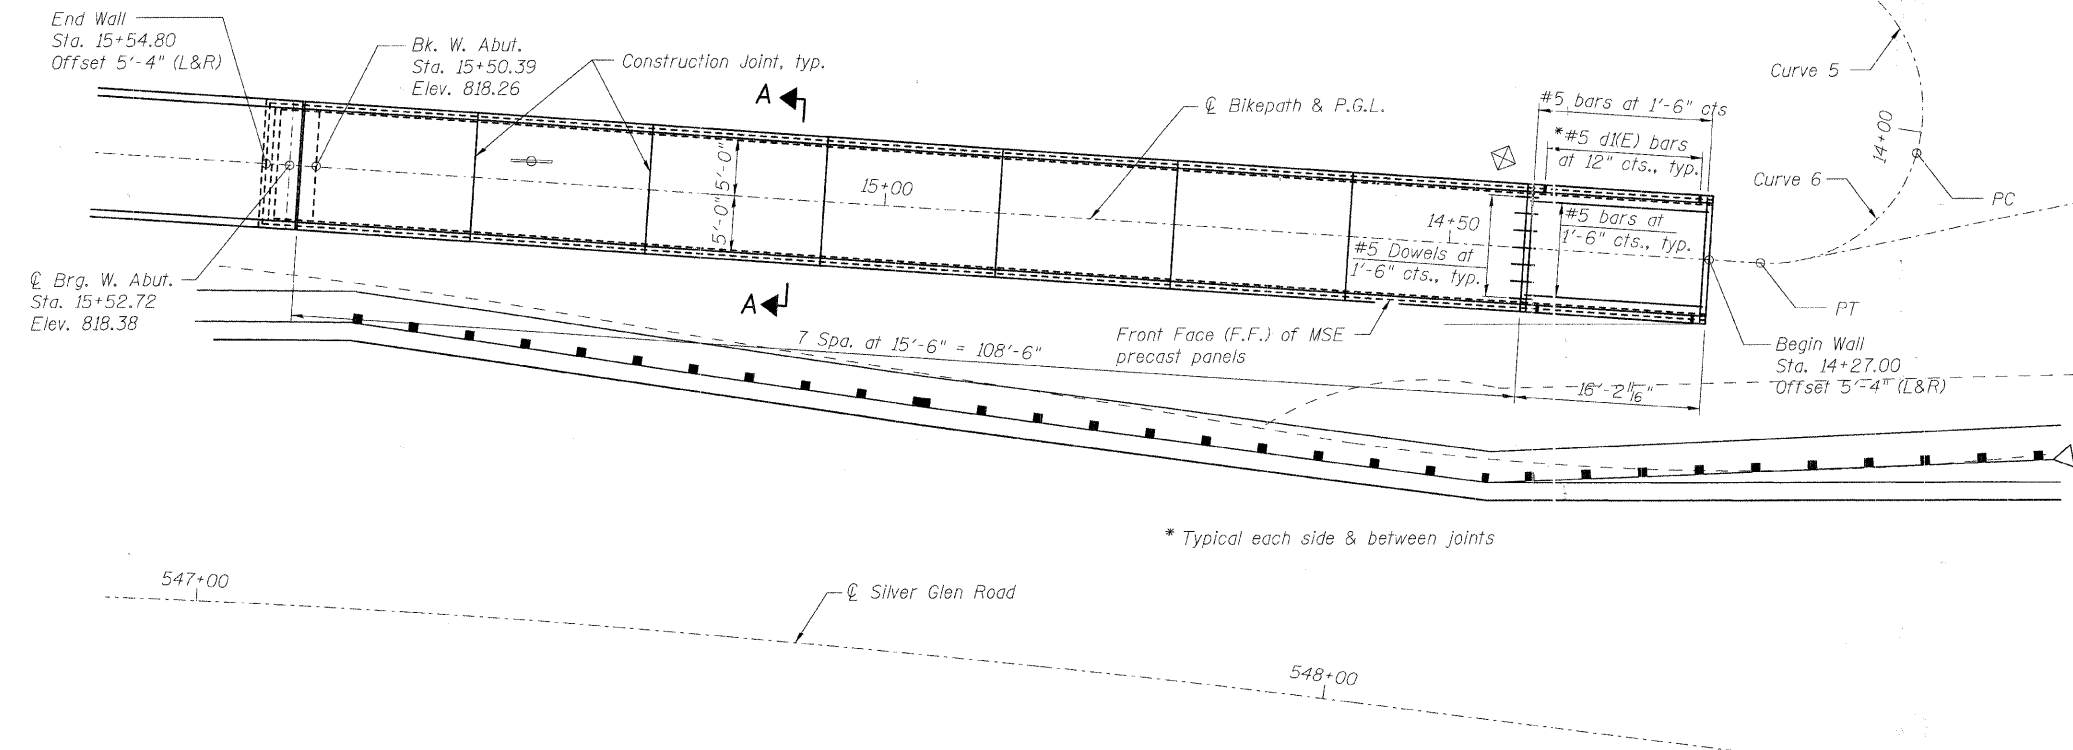 End Wall
Sta. 15+54.80
Offset 5'-4" (L&R)
Bk. W. Abut.
Sta. 15+50.39
Elev. 818.26
Construction Joint, typ.
A
℄ Bikepath & P.G.L.
#5 bars at 1'-6" cts
*#5 d1(E) bars
at 12" cts., typ.
Curve 5
14+00
Curve 6
PC
5'-0"
5'-0"
15+00
14+50
#5 bars at
1'-6" cts., typ.
#5 Dowels at
1'-6" cts., typ.
℄ Brg. W. Abut.
Sta. 15+52.72
Elev. 818.38
A
PT
7 Spa. at 15'-6" = 108'-6"
Front Face (F.F.) of MSE
precast panels
Begin Wall
Sta. 14+27.00
Offset 5'-4" (L&R)
16'-2 11/16"
* Typical each side & between joints
547+00
℄ Silver Glen Road
548+00